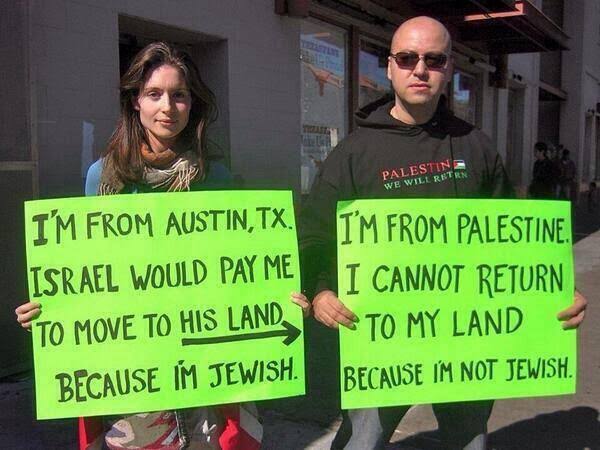 I'M FROM AUSTIN, TX.
ISRAEL WOULD PAY ME
TO MOVE TO HIS LAND
BECAUSE I'M JEWISH.
PALESTINE
WE WILL RETRN
I'M FROM PALESTINE.
I CANNOT RETURN
TO MY LAND
BECAUSE I'M NOT JEWISH.